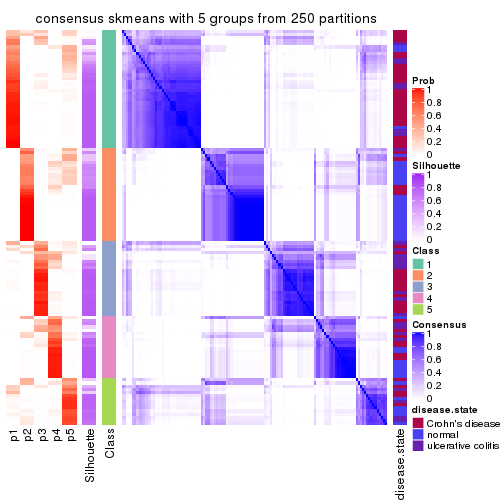 consensus skmeans with 5 groups from 250 partitions
Prob
1
0.8
0.6
0.4
0.2
0
Silhouette
1
0.8
0.6
0.4
0.2
0
Class
1
2
3
4
5
Consensus
1
0.8
0.6
0.4
0.2
0
disease.state
Crohn's disease
normal
ulcerative colitis
p1
p2
p3
p4
p5
Silhouette
Class
disease.state